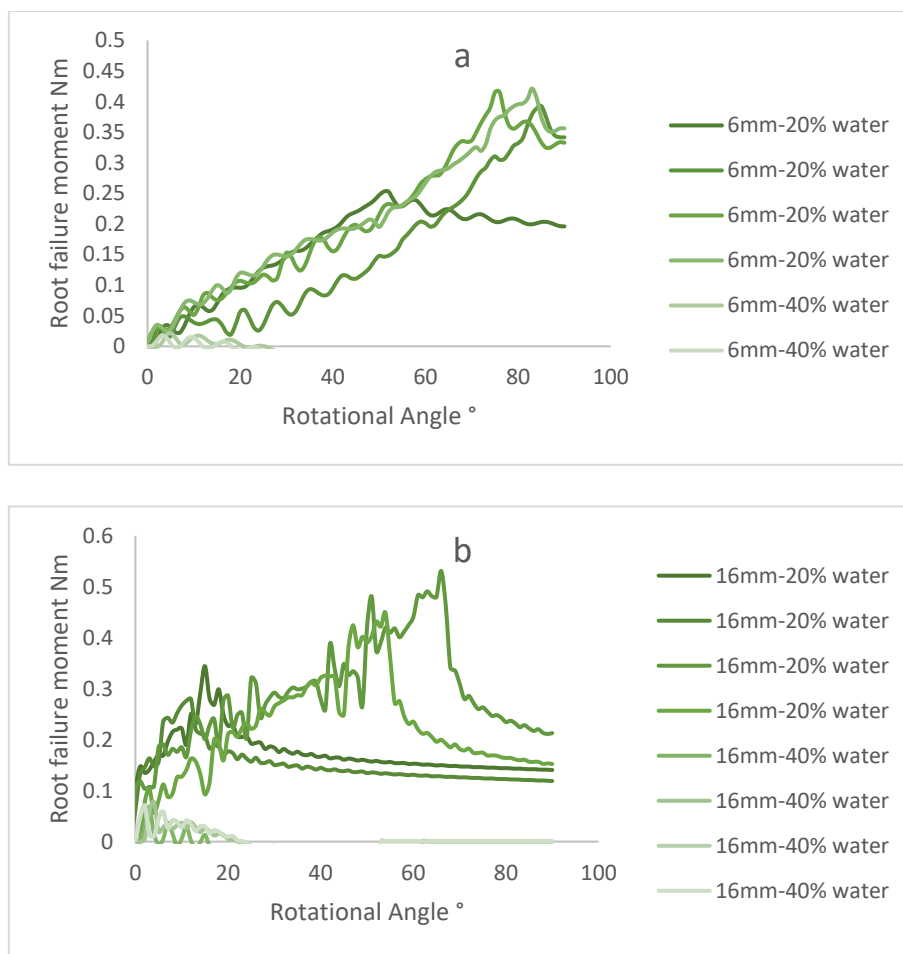 a
Root failure moment Nm
0.5
0.45
0.4
0.35
0.3
0.25
0.2
0.15
0.1
0.05
0
0 20 40 60 80 100
Rotational Angle °
6mm-20% water
6mm-20% water
6mm-20% water
6mm-20% water
6mm-40% water
6mm-40% water
b
Root failure moment Nm
0.6
0.5
0.4
0.3
0.2
0.1
0
0 20 40 60 80 100
Rotational Angle °
16mm-20% water
16mm-20% water
16mm-20% water
16mm-20% water
16mm-40% water
16mm-40% water
16mm-40% water
16mm-40% water